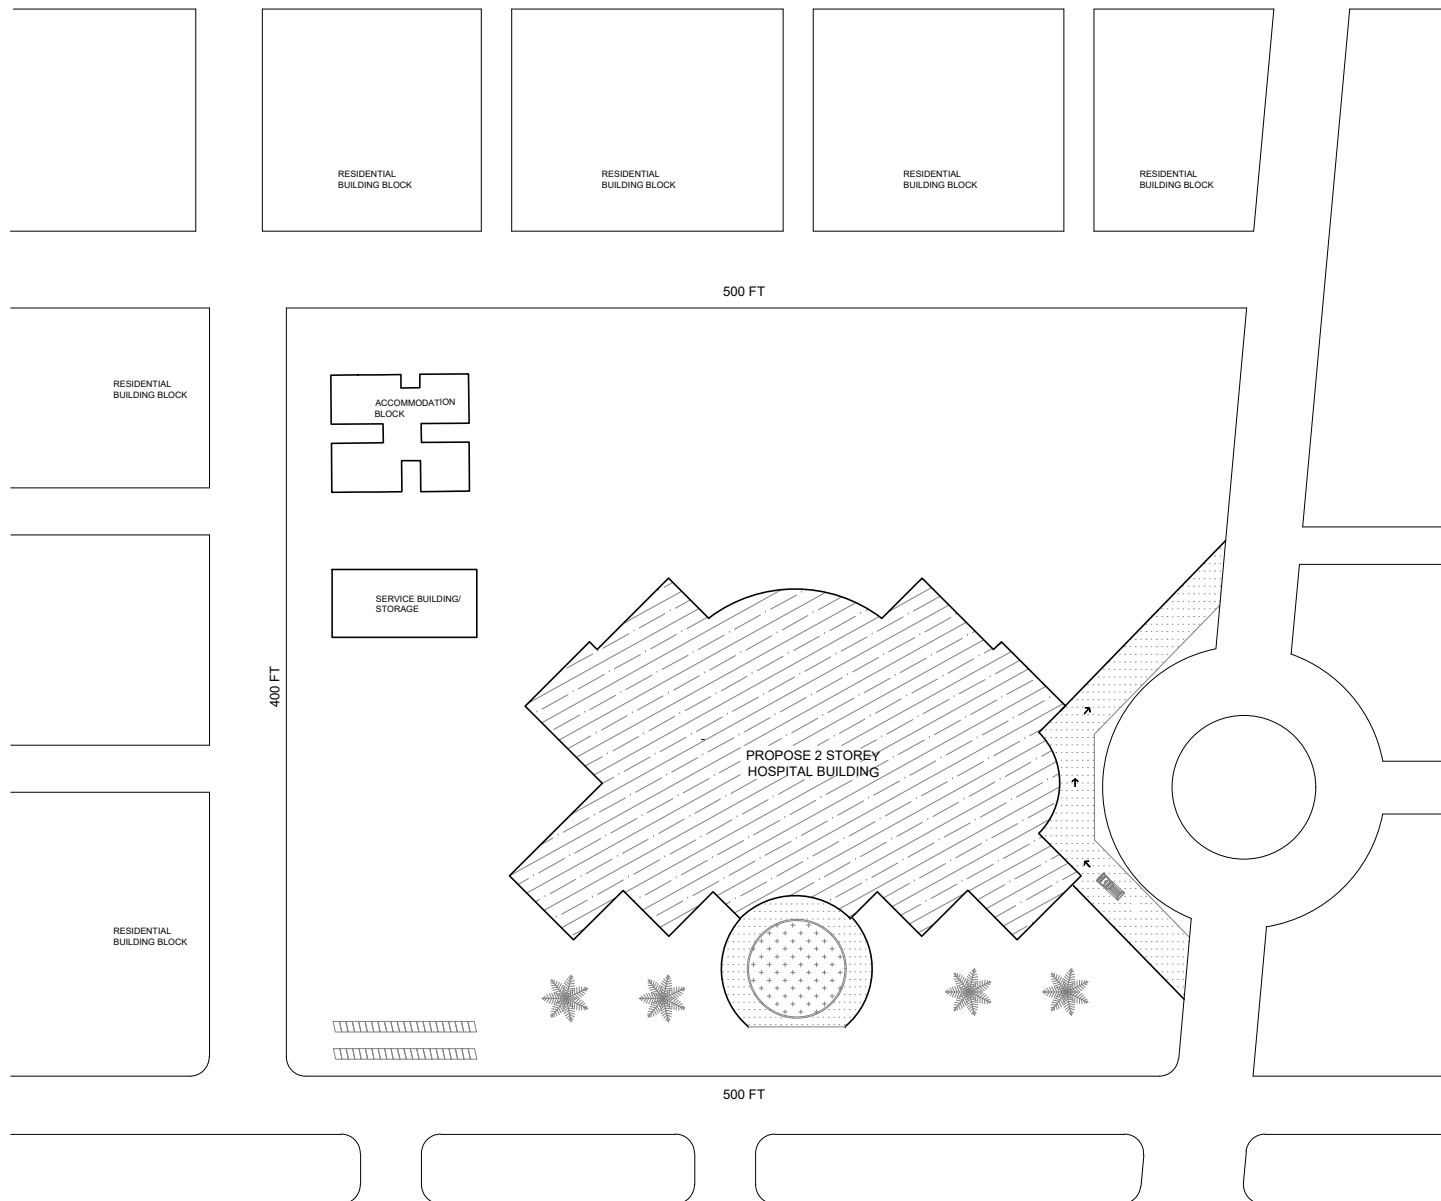 RESIDENTIAL
BUILDING BLOCK
RESIDENTIAL
BUILDING BLOCK
RESIDENTIAL
BUILDING BLOCK
RESIDENTIAL
BUILDING BLOCK
500 FT
RESIDENTIAL
BUILDING BLOCK
ACCOMMODATION
BLOCK
SERVICE BUILDING/
STORAGE
400 FT
PROPOSE 2 STOREY
HOSPITAL BUILDING
RESIDENTIAL
BUILDING BLOCK
500 FT